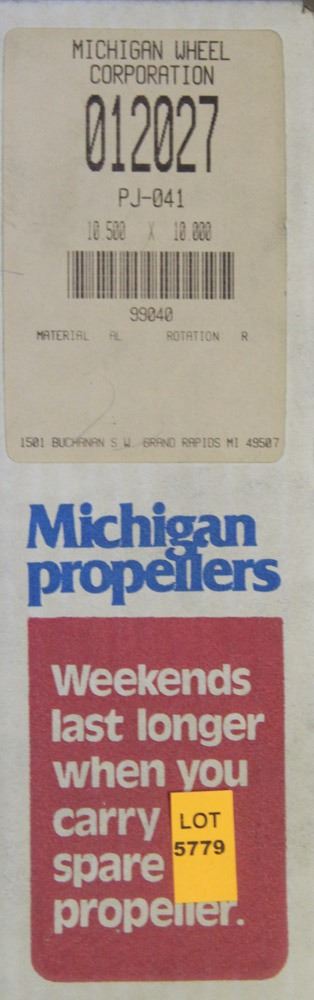 MICHIGAN WHEEL
CORPORATION
012027
PJ-041
10.500 X 10.000
99040
MATERIAL AL ROTATION R
1501 BUCHANAN S.W. GRAND RAPIDS MI 49507
Michigan
propellers
Weekends
last longer
when you
carry
spare
propeller.
LOT
5779